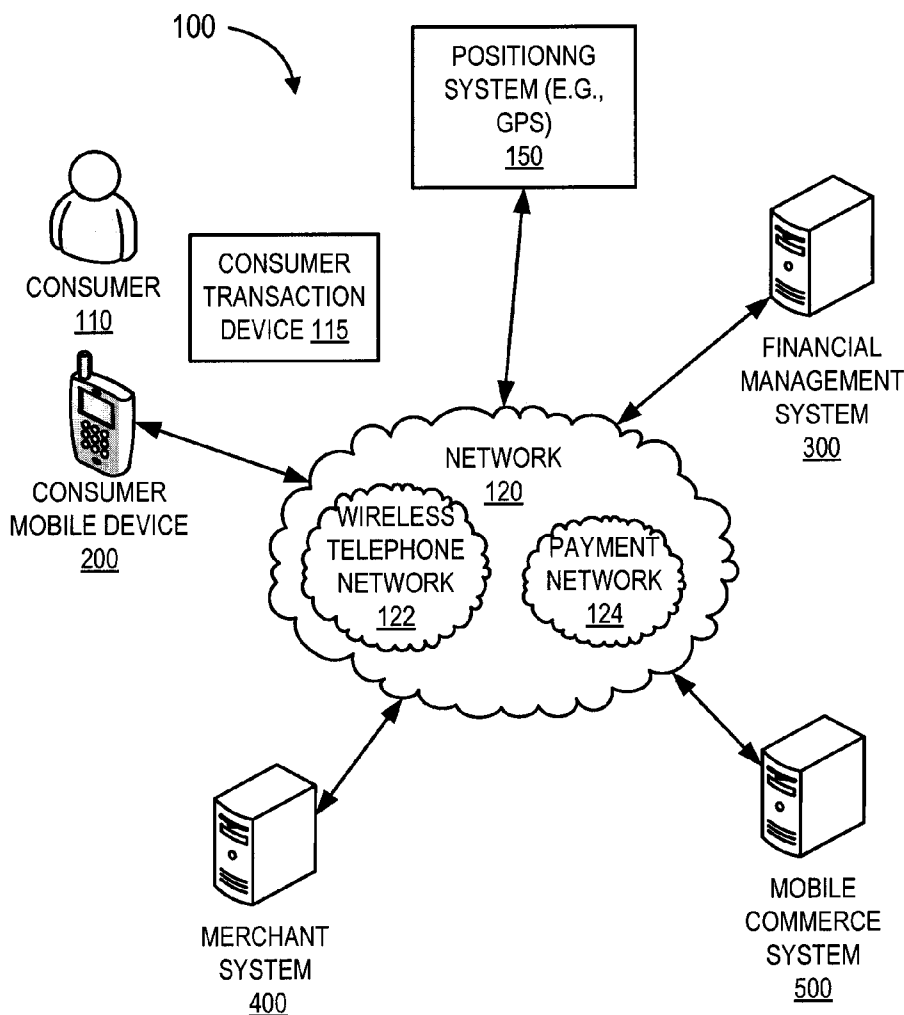 100
POSITIONNG
SYSTEM (E.G.,
GPS)
150
CONSUMER
110
CONSUMER
TRANSACTION
DEVICE 115
FINANCIAL
MANAGEMENT
SYSTEM
300
CONSUMER
MOBILE DEVICE
200
NETWORK
120
WIRELESS
TELEPHONE
NETWORK
122
PAYMENT
NETWORK
124
MERCHANT
SYSTEM
400
MOBILE
COMMERCE
SYSTEM
500